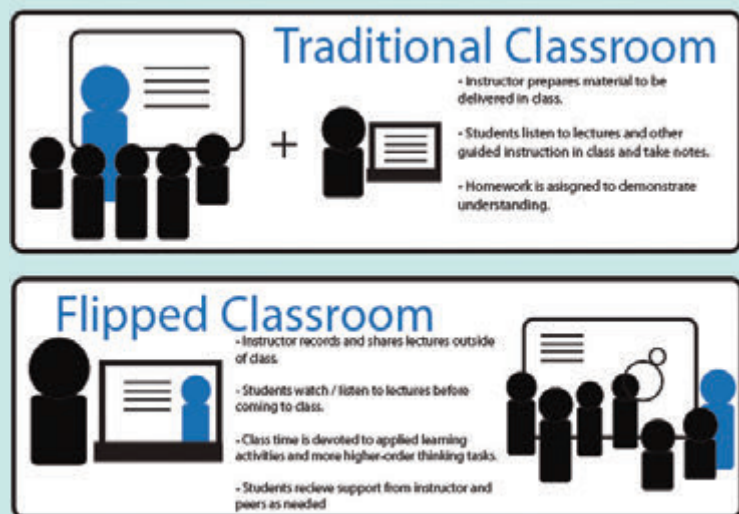 Traditional Classroom
- Instructor prepares material to be
delivered in class.
- Students listen to lectures and other
guided instruction in class and take notes.
- Homework is asisgned to demonstrate
understanding.
Flipped Classroom
- Instructor records and shares lectures outside
of class.
- Students watch / listen to lectures before
coming to class.
- Class time is devoted to applied learning
activities and more higher-order thinking tasks.
- Students recieve support from instructor and
peers as needed